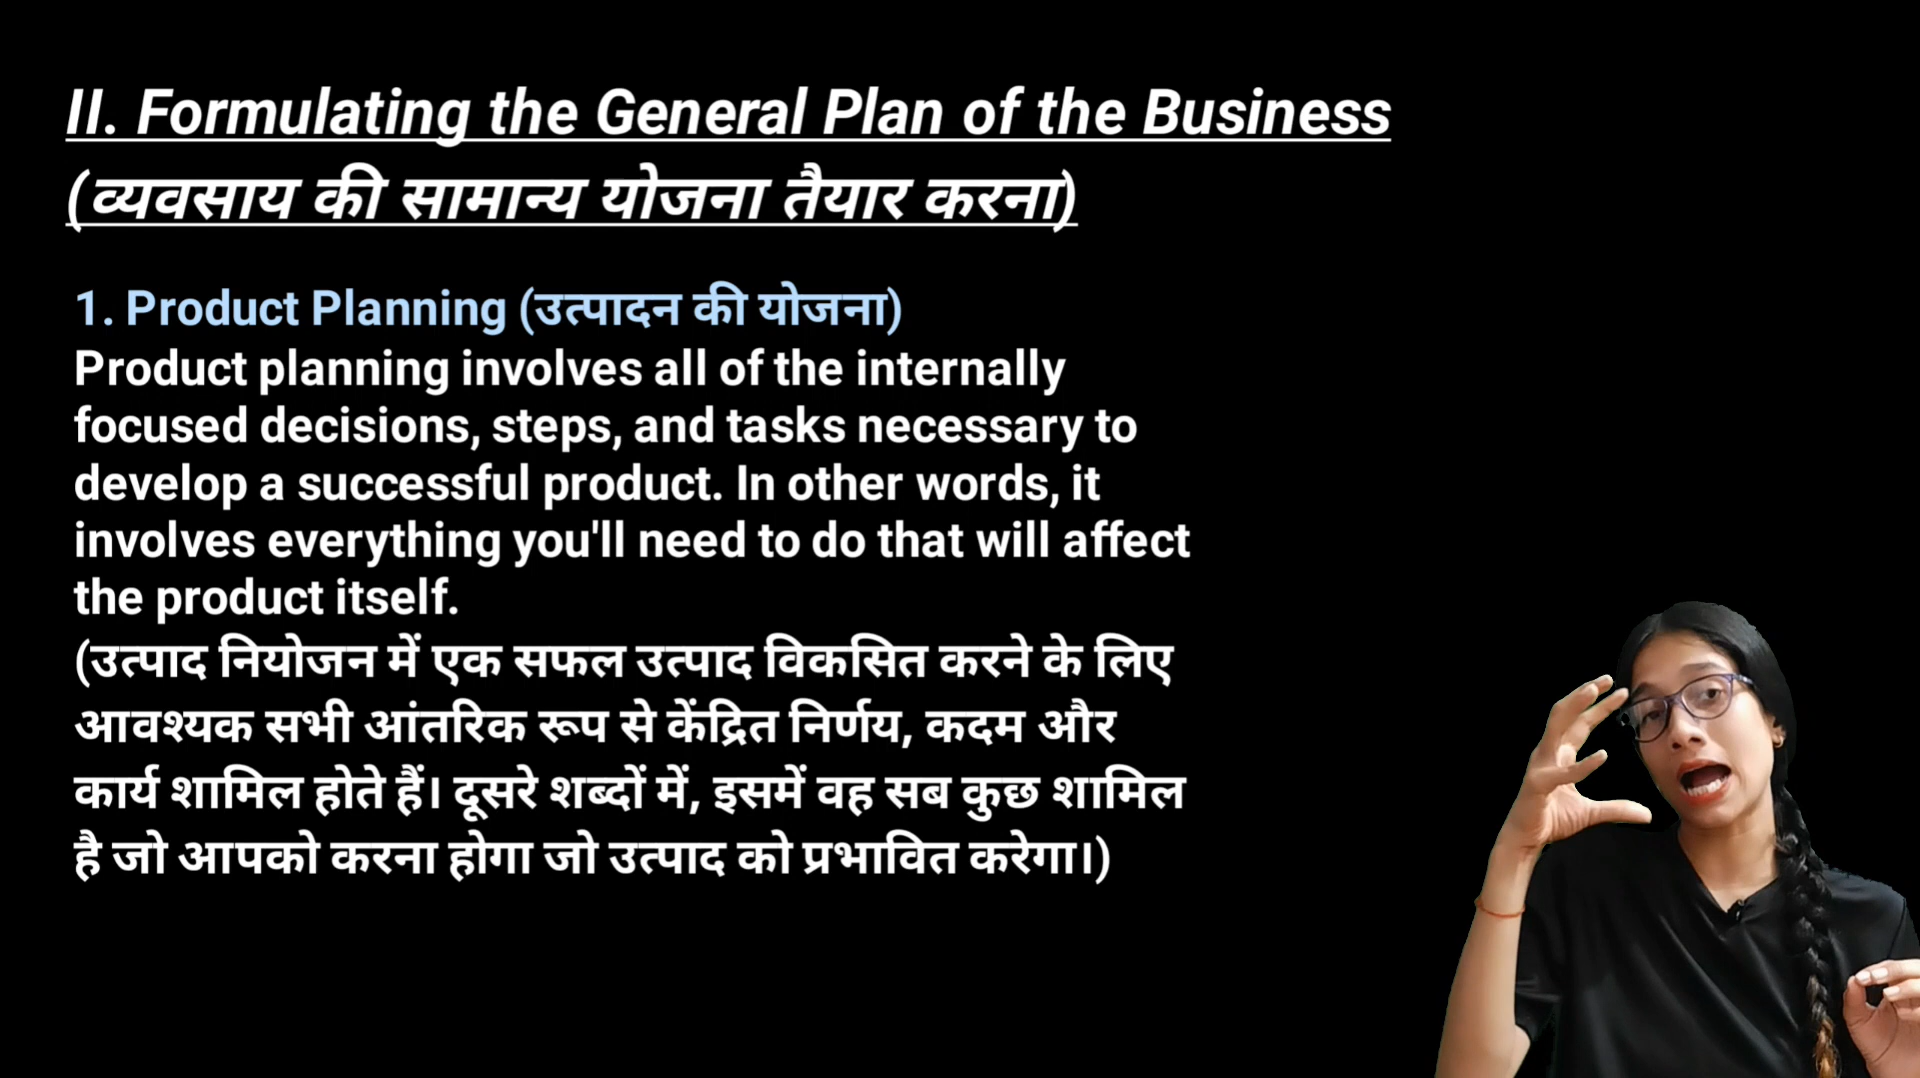 II. Formulating the General Plan of the Business
(व्यवसाय की सामान्य योजना तैयार करना)
1. Product Planning (उत्पादन की योजना)
Product planning involves all of the internally
focused decisions, steps, and tasks necessary to
develop a successful product. In other words, it
involves everything you'll need to do that will affect
the product itself.
(उत्पाद नियोजन में एक सफल उत्पाद विकसित करने के लिए
आवश्यक सभी आंतरिक रूप से केंद्रित निर्णय, कदम और
कार्य शामिल होते हैं। दूसरे शब्दों में, इसमें वह सब कुछ शामिल
है जो आपको करना होगा जो उत्पाद को प्रभावित करेगा।)